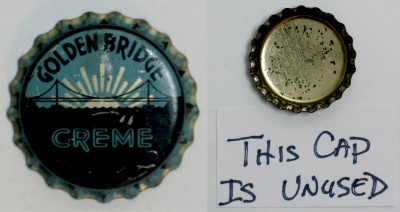 GOLDEN BRIDGE
CREME
THIS CAP
IS UNUSED